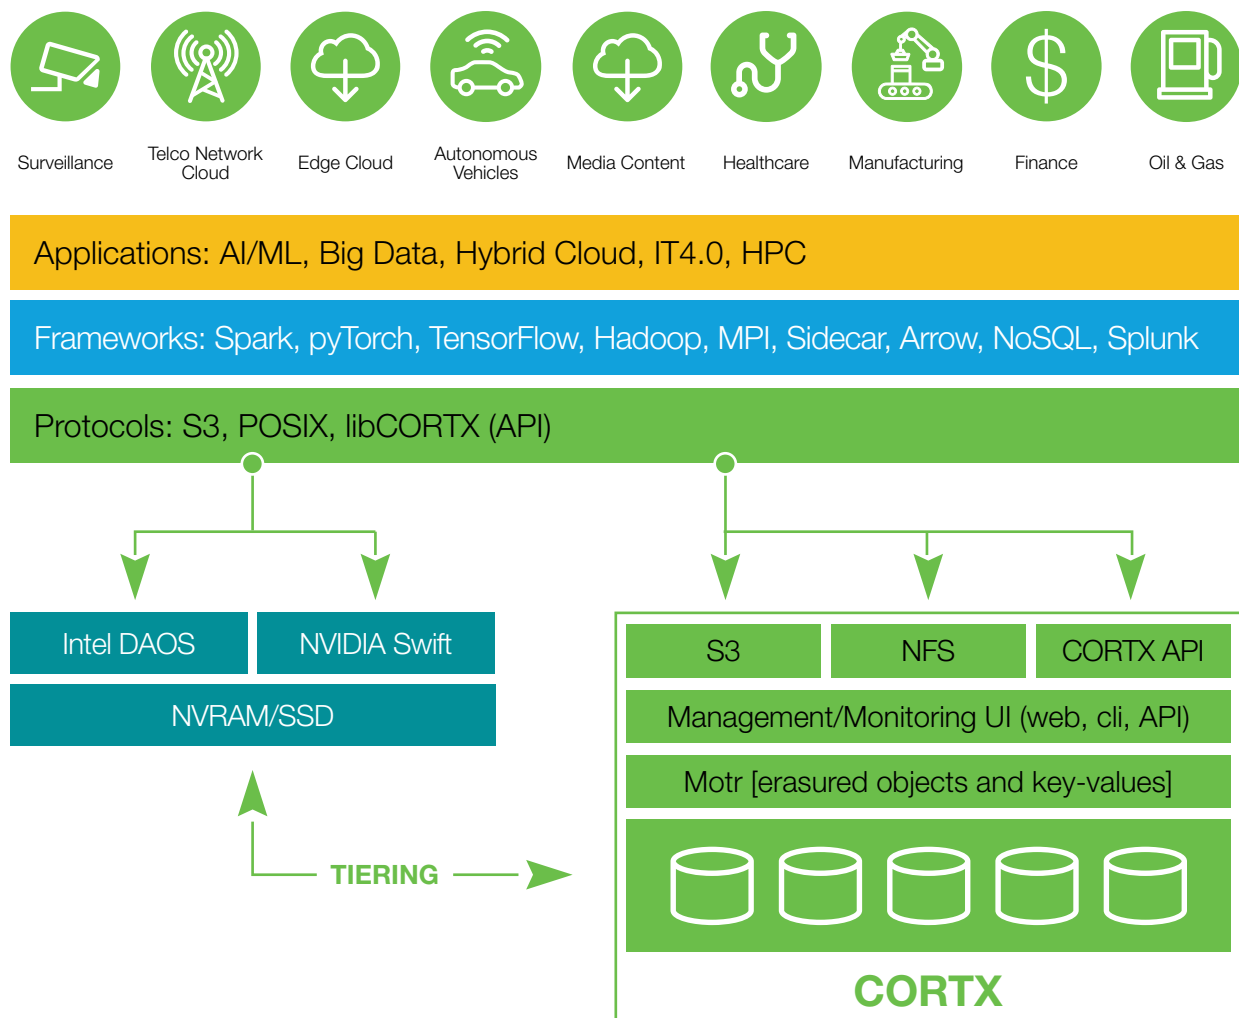 Surveillance
Telco Network
Cloud
Edge Cloud
Autonomous
Vehicles
Media Content
Healthcare
Manufacturing
Finance
Oil & Gas
Applications: AI/ML, Big Data, Hybrid Cloud, IT4.0, HPC
Frameworks: Spark, pyTorch, TensorFlow, Hadoop, MPI, Sidecar, Arrow, NoSQL, Splunk
Protocols: S3, POSIX, libCORTX (API)
Intel DAOS
NVIDIA Swift
NVRAM/SSD
TIERING
S3
NFS
CORTX API
Management/Monitoring UI (web, cli, API)
Motr [erasured objects and key-values]
CORTX